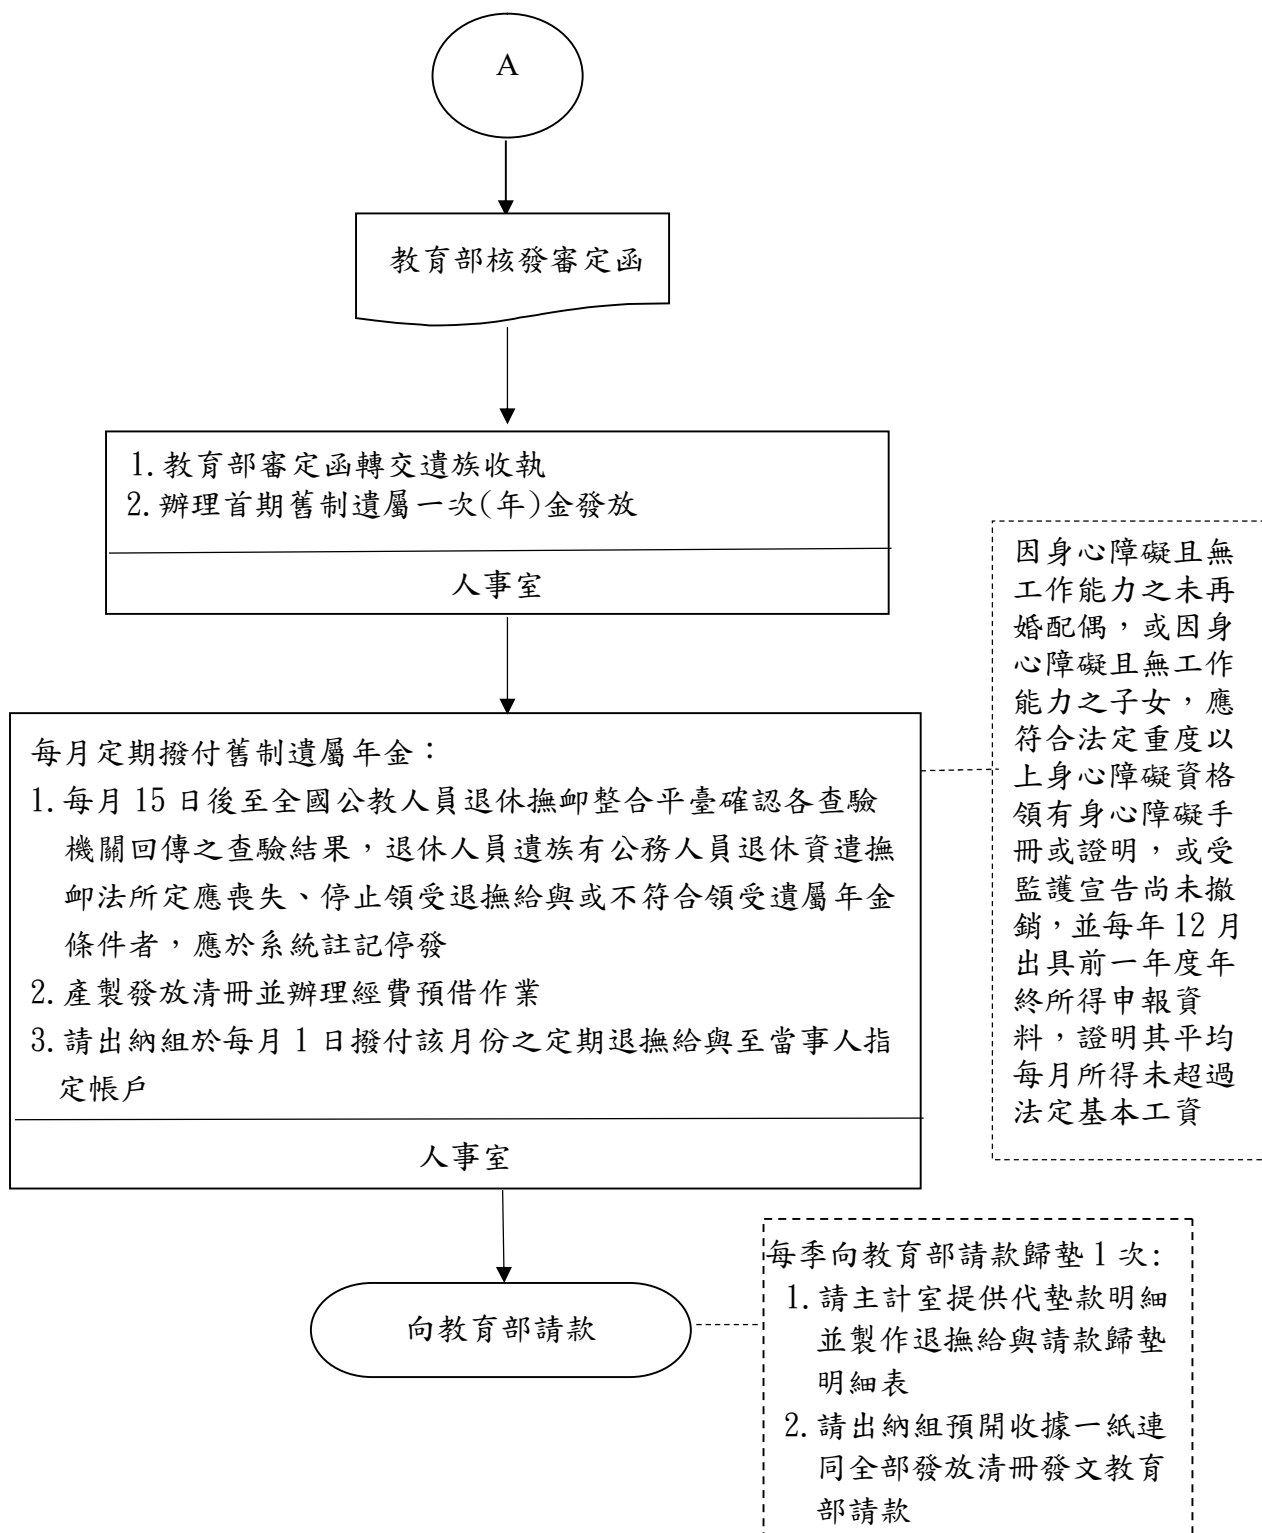 A
教育部核發審定函
1.教育部審定函轉交遺族收執
2.辦理首期舊制遺屬一次(年)金發放
人事室
每月定期撥付舊制遺屬年金：
1.每月 15 日後至全國公教人員退休撫卹整合平臺確認各查驗
機關回傳之查驗結果，退休人員遺族有公務人員退休資遣撫
卹法所定應喪失、停止領受退撫給與或不符合領受遺屬年金
條件者，應於系統註記停發
2.產製發放清冊並辦理經費預借作業
3.請出納組於每月 1 日撥付該月份之定期退撫給與至當事人指
定帳戶
人事室
因身心障礙且無
工作能力之未再
婚配偶，或因身
心障礙且無工作
能力之子女，應
符合法定重度以
上身心障礙資格
領有身心障礙手
冊或證明，或受
監護宣告尚未撤
銷，並每年 12 月
出具前一年度年
終所得申報資
料，證明其平均
每月所得未超過
法定基本工資
向教育部請款
每季向教育部請款歸墊 1 次:
1.請主計室提供代墊款明細
並製作退撫給與請款歸墊
明細表
2.請出納組預開收據一紙連
同全部發放清冊發文教育
部請款